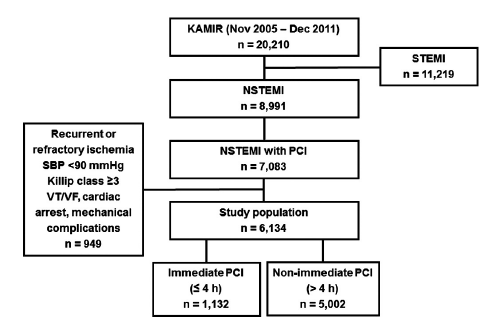 KAMIR (Nov 2005 – Dec 2011)
n = 20,210
STEMI
n = 11,219
NSTEMI
n = 8,991
Recurrent or
refractory ischemia
SBP <90 mmHg
Killip class ≥3
VT/VF, cardiac
arrest, mechanical
complications
n = 949
NSTEMI with PCI
n = 7,083
Study population
n = 6,134
Immediate PCI
(≤ 4 h)
n = 1,132
Non-immediate PCI
(> 4 h)
n = 5,002